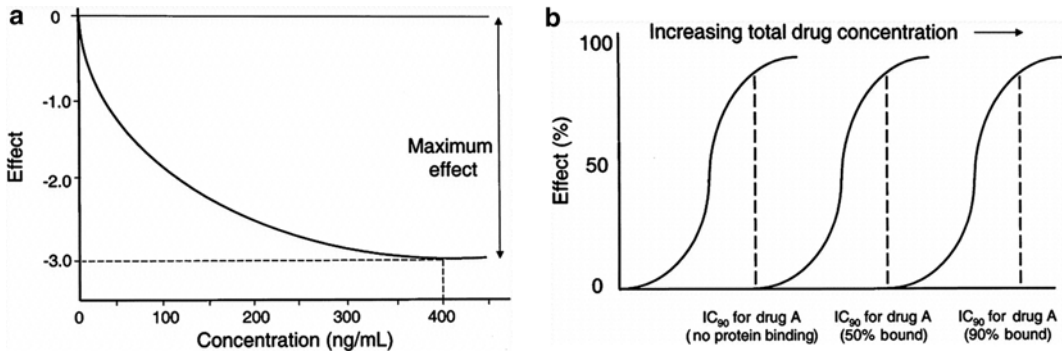 a
0
-1.0
-2.0
-3.0
Effect
Maximum
effect
0 100 200 300 400
Concentration (ng/mL)
b
Increasing total drug concentration
100
50
0
Effect (%)
IC90 for drug A
(no protein binding)
IC90 for drug A
(50% bound)
IC90 for drug A
(90% bound)